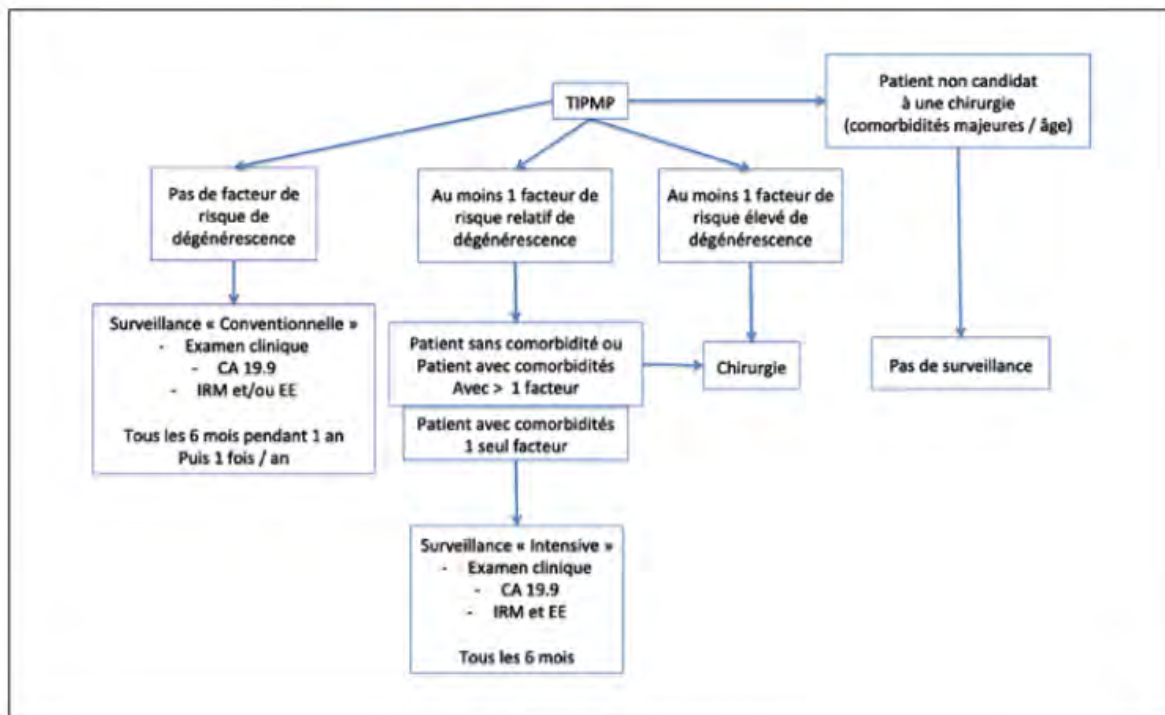 TIPMP
Patient non candidat
à une chirurgie
(comorbidités majeures / âge)
Pas de facteur de
risque de
dégénérescence
Au moins 1 facteur de
risque relatif de
dégénérescence
Au moins 1 facteur de
risque élevé de
dégénérescence
Surveillance « Conventionnelle »
- Examen clinique
- CA 19.9
- IRM et/ou EE
Tous les 6 mois pendant 1 an
Puis 1 fois / an
Patient sans comorbidité ou
Patient avec comorbidités
Avec > 1 facteur
Chirurgie
Pas de surveillance
Patient avec comorbidités
1 seul facteur
Surveillance « Intensive »
- Examen clinique
- CA 19.9
- IRM et EE
Tous les 6 mois